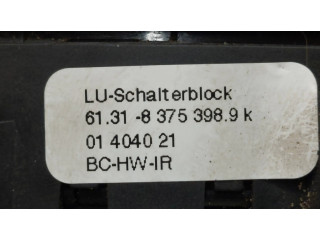 LU-Schalterblock
61.31 -8 375 398.9 k
01 4040 21
BC-HW-IR